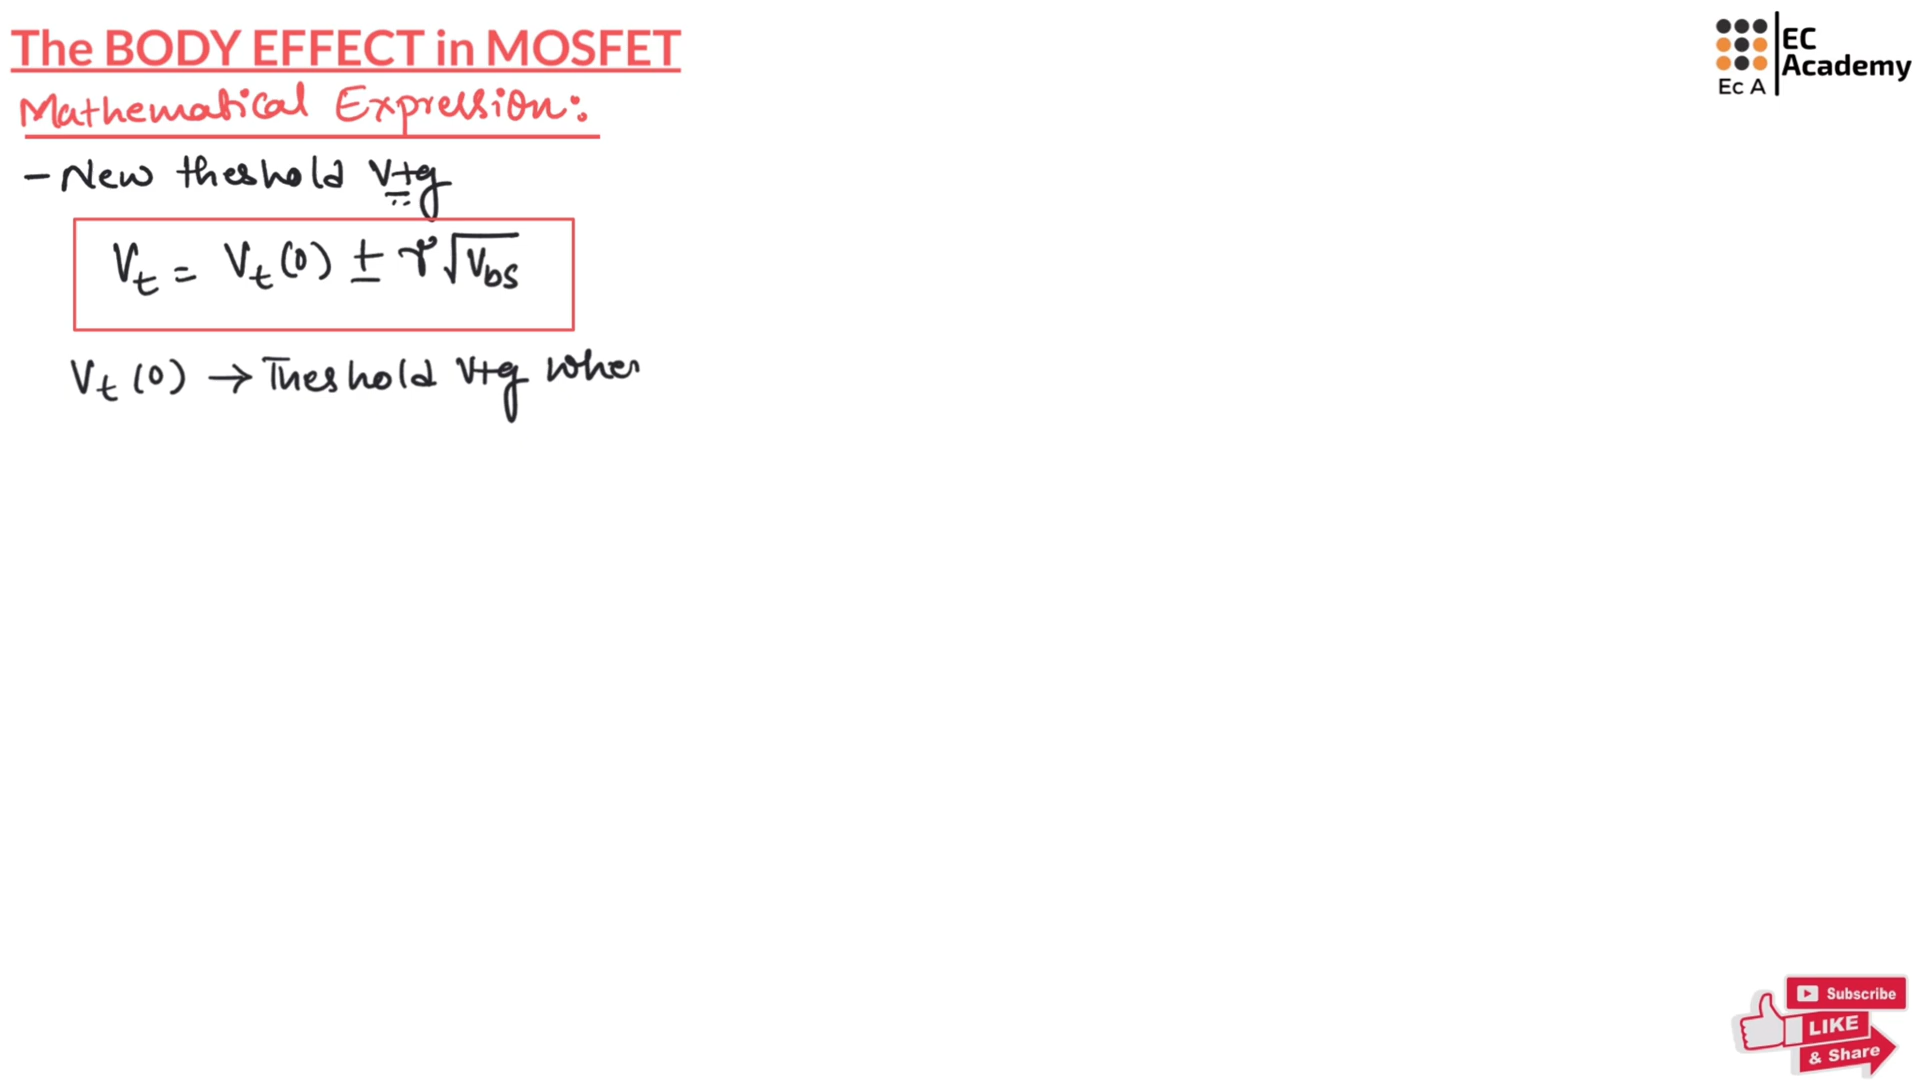 The BODY EFFECT in MOSFET
Mathematical Expression:
- New theshold Vtg
Vt = Vt(0) ± γ√Vbs
Vt(0) → Theshold Vtg when
EC
Academy
Ec A
Subscribe
LIKE
& Share